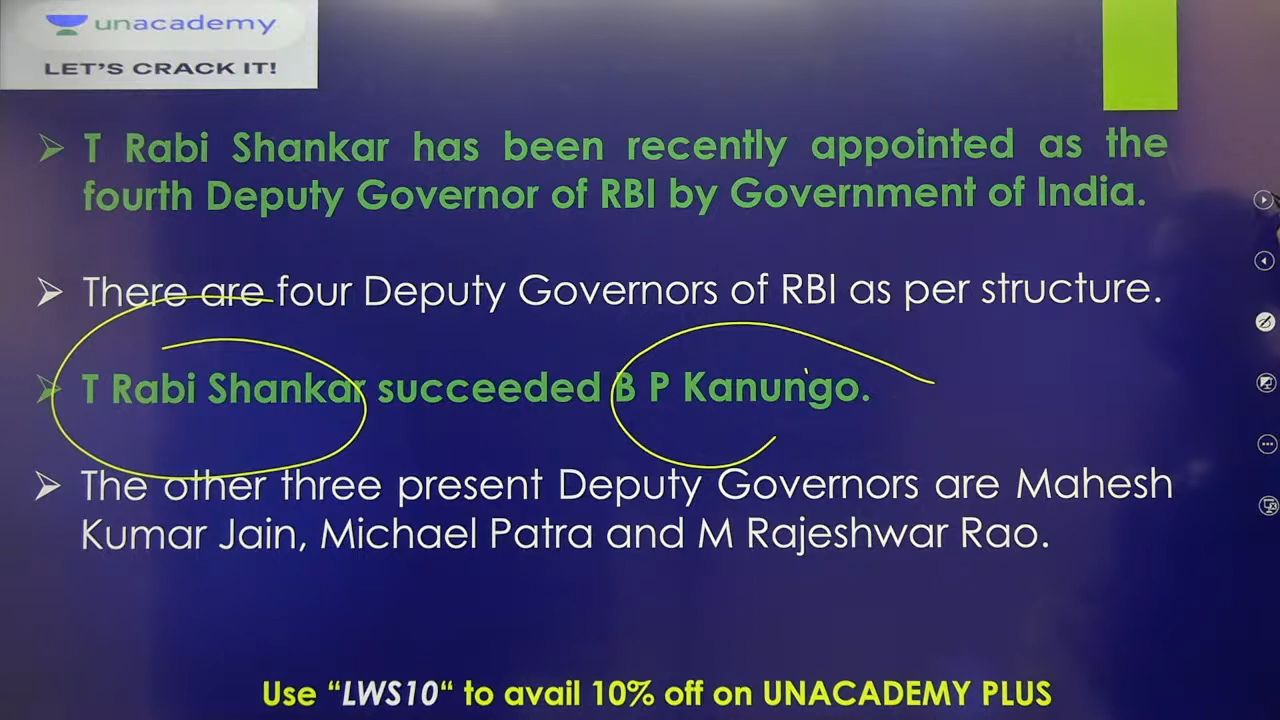 unacademy
LET'S CRACK IT!
T Rabi Shankar has been recently appointed as the
fourth Deputy Governor of RBI by Government of India.
There are four Deputy Governors of RBI as per structure.
T Rabi Shankar succeeded B P Kanungo.
The other three present Deputy Governors are Mahesh
Kumar Jain, Michael Patra and M Rajeshwar Rao.
Use “LWS10“ to avail 10% off on UNACADEMY PLUS